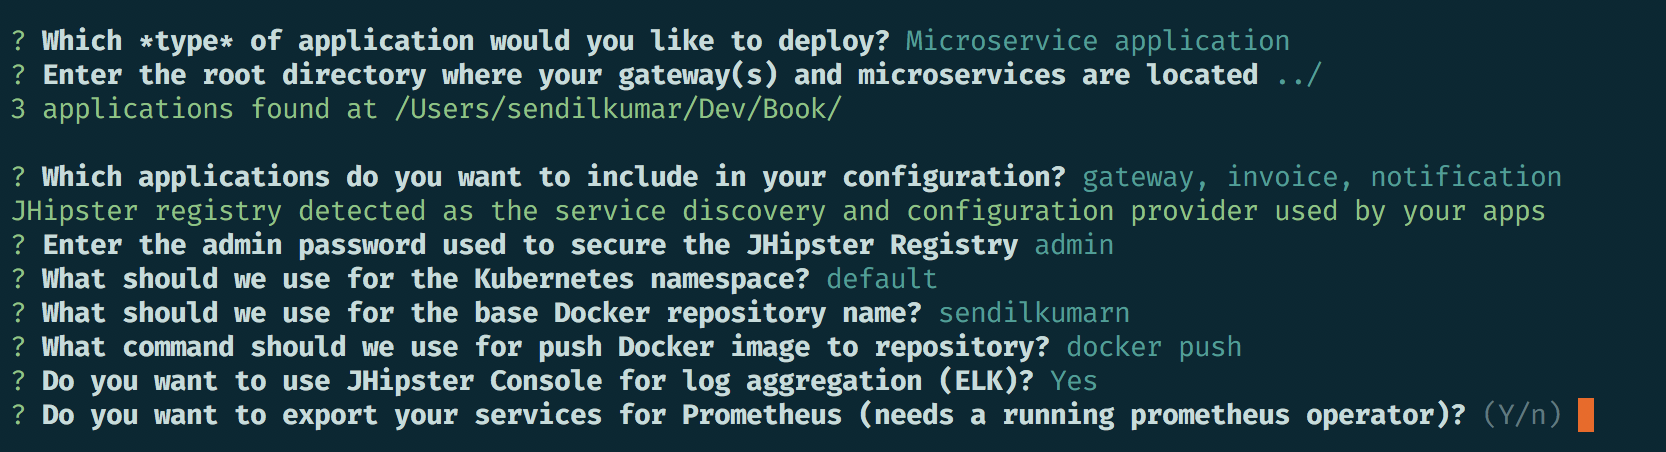 ? Which *type* of application would you like to deploy? Microservice application
? Enter the root directory where your gateway(s) and microservices are located ../
3 applications found at /Users/sendilkumar/Dev/Book/
? Which applications do you want to include in your configuration? gateway, invoice, notification
JHipster registry detected as the service discovery and configuration provider used by your apps
? Enter the admin password used to secure the JHipster Registry admin
? What should we use for the Kubernetes namespace? default
? What should we use for the base Docker repository name? sendilkumarn
? What command should we use for push Docker image to repository? docker push
? Do you want to use JHipster Console for log aggregation (ELK)? Yes
? Do you want to export your services for Prometheus (needs a running prometheus operator)? (Y/n)